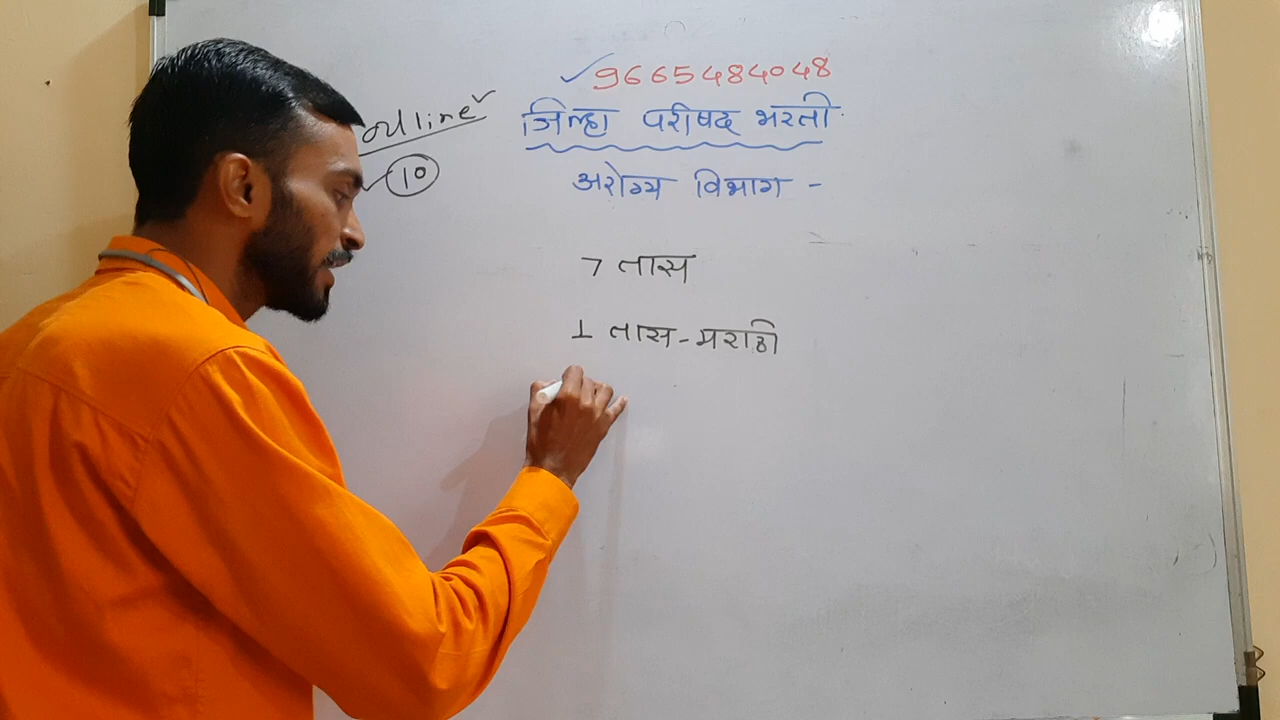 9665484048
online
जिल्हा परीषद भरती
10
अरोग्य विभाग -
7 तास
1 तास-मराठी